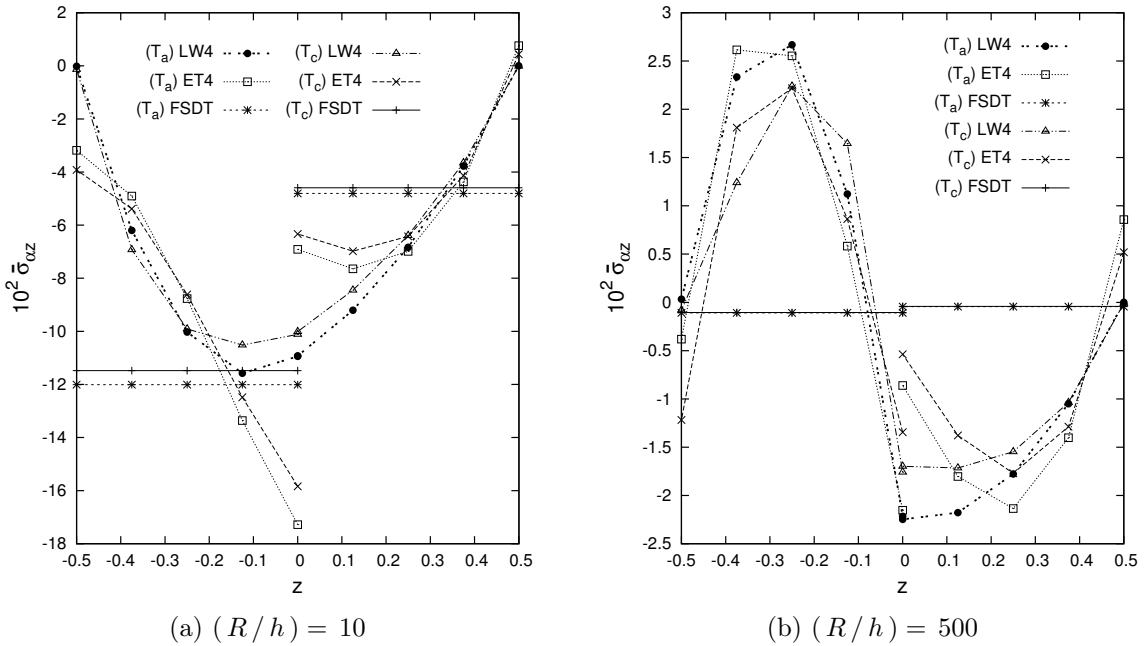 2
0
-2
-4
-6
-8
-10
-12
-14
-16
-18
-0.5 -0.4 -0.3 -0.2 -0.1 0 0.1 0.2 0.3 0.4 0.5
z
10² σ̄αz
(Ta) LW4 (Tc) LW4
(Ta) ET4 (Tc) ET4
(Ta) FSDT (Tc) FSDT
(a) (R/h) = 10
3
2.5
2
1.5
1
0.5
0
-0.5
-1
-1.5
-2
-2.5
-0.5 -0.4 -0.3 -0.2 -0.1 0 0.1 0.2 0.3 0.4 0.5
z
10² σ̄αz
(Ta) LW4
(Ta) ET4
(Ta) FSDT
(Tc) LW4
(Tc) ET4
(Tc) FSDT
(b) (R/h) = 500